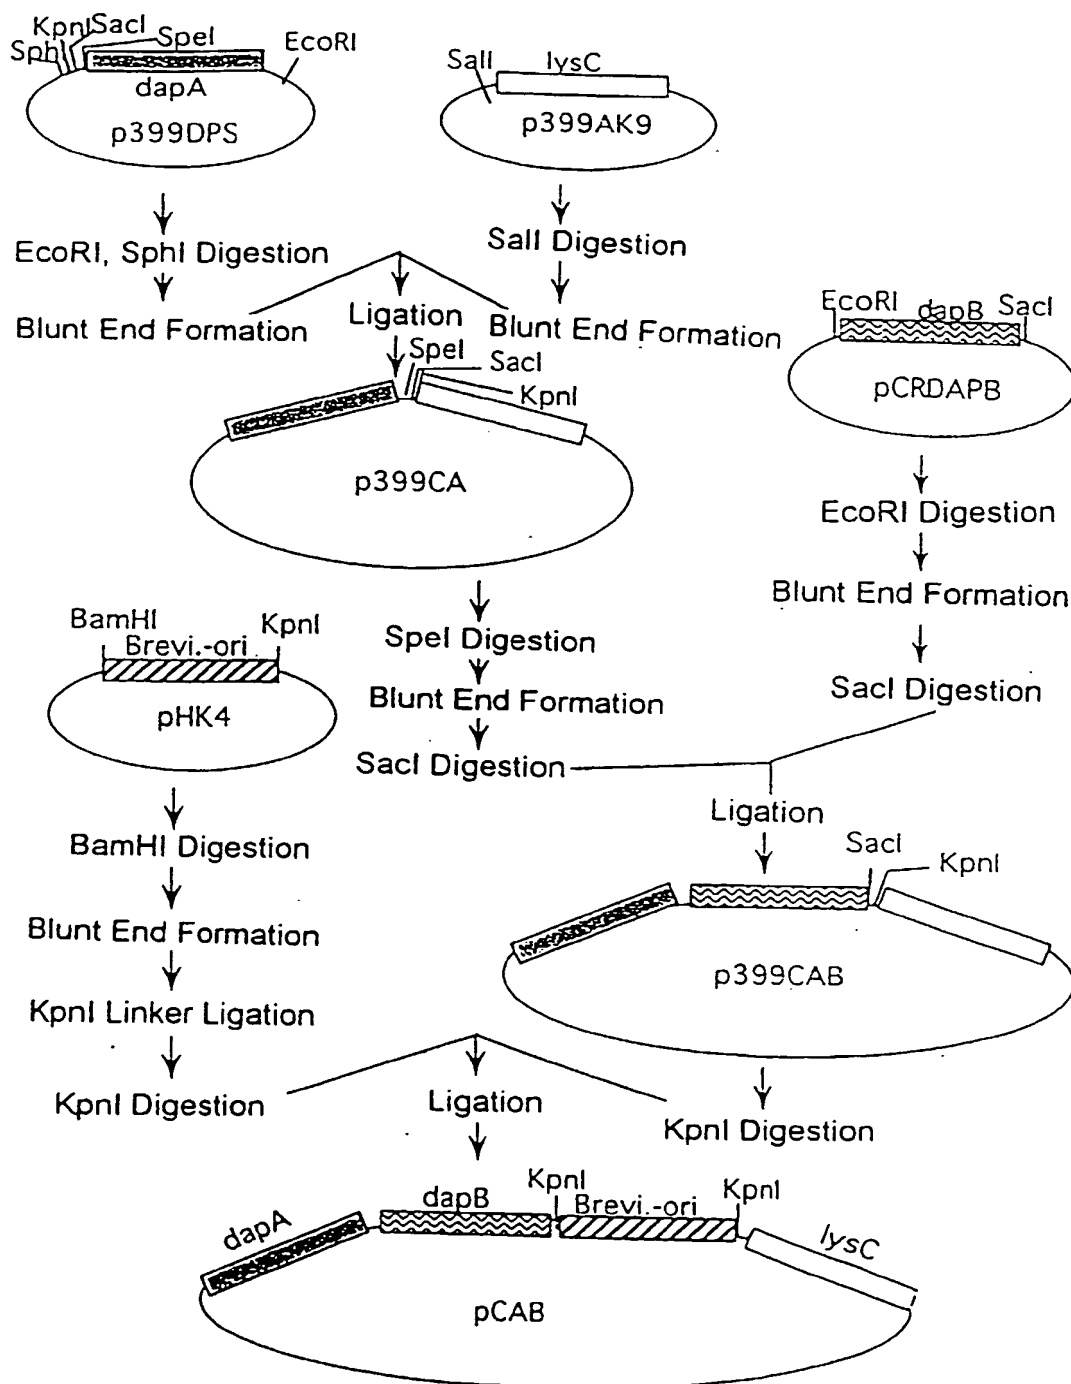 KpnI SacI
SphI SpeI EcoRI
dapA
p399DPS
SalI lysC
p399AK9
EcoRI, SphI Digestion
Blunt End Formation
SalI Digestion
Blunt End Formation
Ligation
SpeI
SacI
KpnI
p399CA
EcoRI dapB SacI
pCRDAPB
EcoRI Digestion
Blunt End Formation
SacI Digestion
SpeI Digestion
Blunt End Formation
SacI Digestion
BamHI KpnI
Brevi.-ori
pHK4
BamHI Digestion
Blunt End Formation
KpnI Linker Ligation
KpnI Digestion
Ligation
SacI
KpnI
p399CAB
KpnI Digestion
Ligation
dapA
dapB
KpnI
Brevi.-ori
KpnI
lysC
pCAB